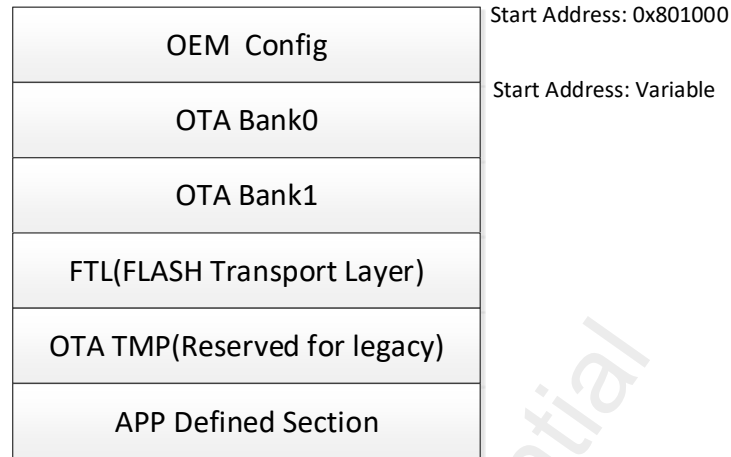 Start Address: 0x801000
OEM  Config
Start Address: Variable
OTA Bank0
OTA Bank1
FTL(FLASH Transport Layer)
OTA TMP(Reserved for legacy)
APP Defined Section